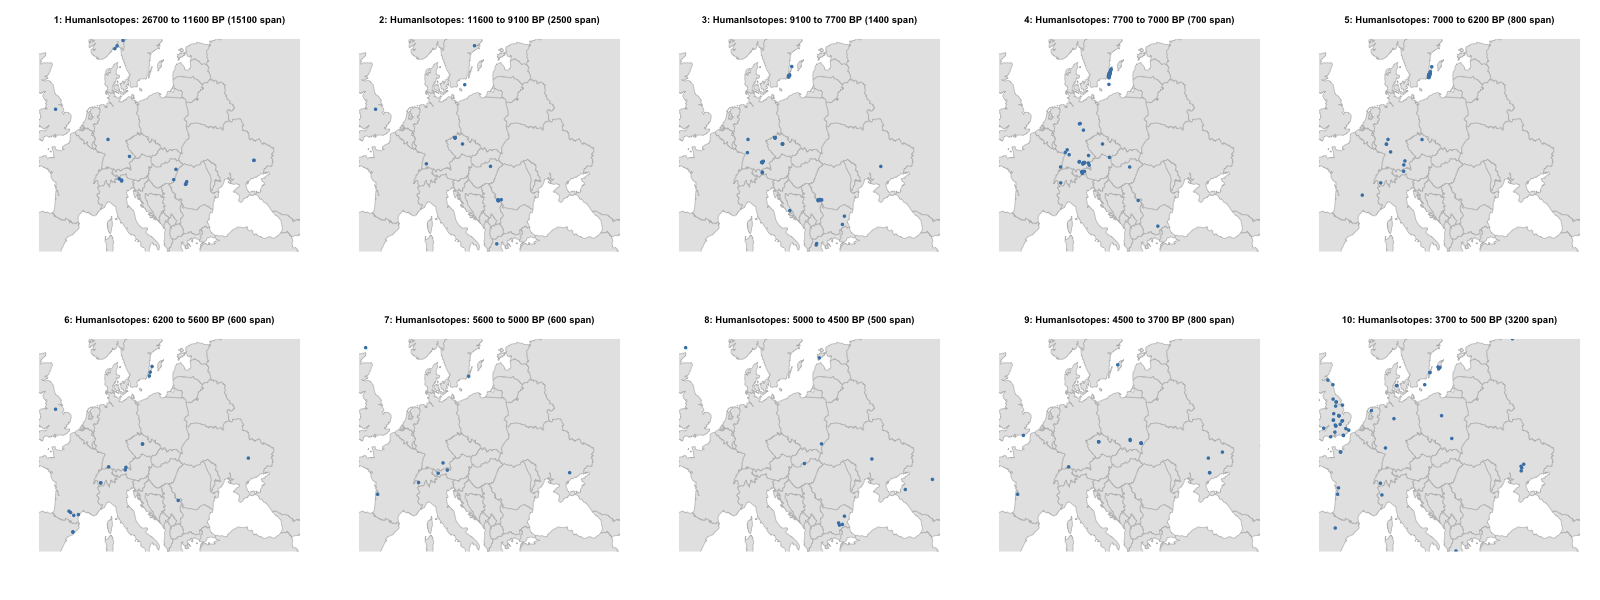 1: HumanIsotopes: 26700 to 11600 BP (15100 span)
2: HumanIsotopes: 11600 to 9100 BP (2500 span)
3: HumanIsotopes: 9100 to 7700 BP (1400 span)
4: HumanIsotopes: 7700 to 7000 BP (700 span)
5: HumanIsotopes: 7000 to 6200 BP (800 span)
6: HumanIsotopes: 6200 to 5600 BP (600 span)
7: HumanIsotopes: 5600 to 5000 BP (600 span)
8: HumanIsotopes: 5000 to 4500 BP (500 span)
9: HumanIsotopes: 4500 to 3700 BP (800 span)
10: HumanIsotopes: 3700 to 500 BP (3200 span)